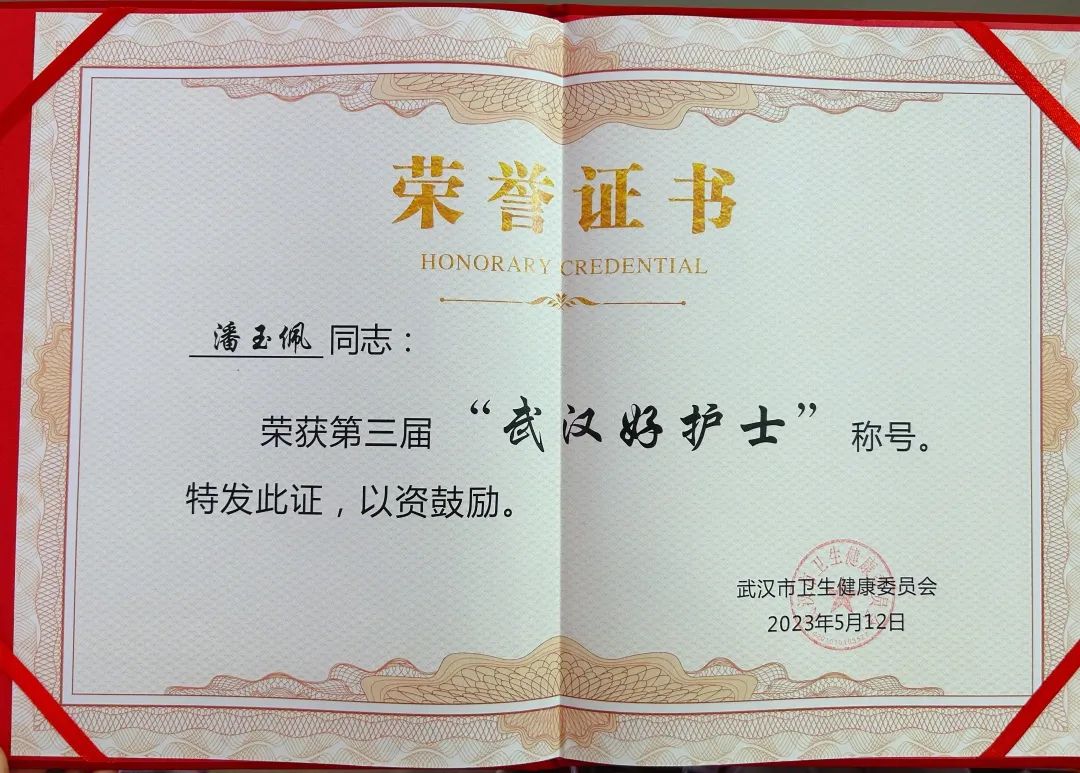 荣誉证书
HONORARY CREDENTIAL
潘玉佩 同志：
荣获第三届“武汉好护士”称号。
特发此证，以资鼓励。
武汉市卫生健康委员会
2023年5月12日